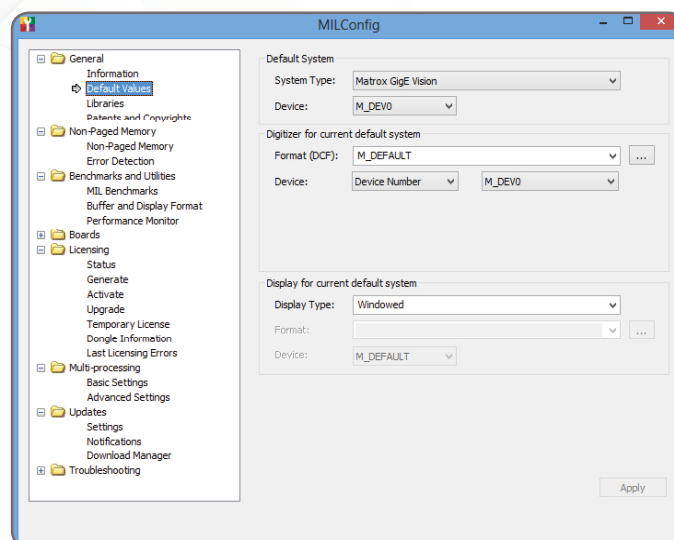 MILConfig
General
Information
Default Values
Libraries
Patents and Copyrights
Non-Paged Memory
Non-Paged Memory
Error Detection
Benchmarks and Utilities
MIL Benchmarks
Buffer and Display Format
Performance Monitor
Boards
Licensing
Status
Generate
Activate
Upgrade
Temporary License
Dongle Information
Last Licensing Errors
Multi-processing
Basic Settings
Advanced Settings
Updates
Settings
Notifications
Download Manager
Troubleshooting
Default System
System Type: Matrox GigE Vision
Device: M_DEV0
Digitizer for current default system
Format (DCF): M_DEFAULT ...
Device: Device Number M_DEV0
Display for current default system
Display Type: Windowed
Format: ...
Device: M_DEFAULT
Apply